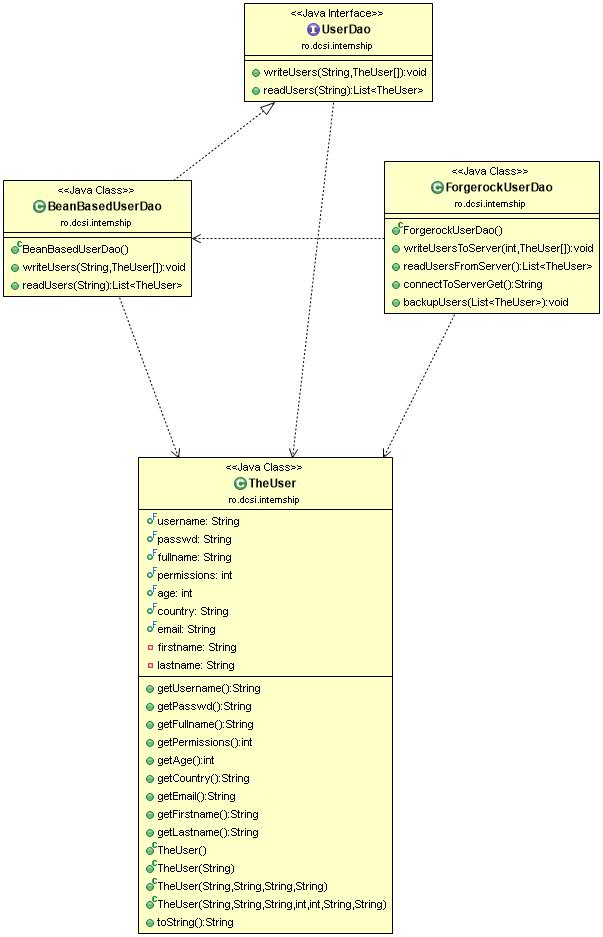 <<Java Interface>>
UserDao
ro.dcsi.internship
writeUsers(String,TheUser[]):void
readUsers(String):List<TheUser>
<<Java Class>>
BeanBasedUserDao
ro.dcsi.internship
BeanBasedUserDao()
writeUsers(String,TheUser[]):void
readUsers(String):List<TheUser>
<<Java Class>>
ForgerockUserDao
ro.dcsi.internship
ForgerockUserDao()
writeUsersToServer(int,TheUser[]):void
readUsersFromServer():List<TheUser>
connectToServerGet():String
backupUsers(List<TheUser>):void
<<Java Class>>
TheUser
ro.dcsi.internship
username: String
passwd: String
fullname: String
permissions: int
age: int
country: String
email: String
firstname: String
lastname: String
getUsername():String
getPasswd():String
getFullname():String
getPermissions():int
getAge():int
getCountry():String
getEmail():String
getFirstname():String
getLastname():String
TheUser()
TheUser(String)
TheUser(String,String,String,String)
TheUser(String,String,String,int,int,String,String)
toString():String